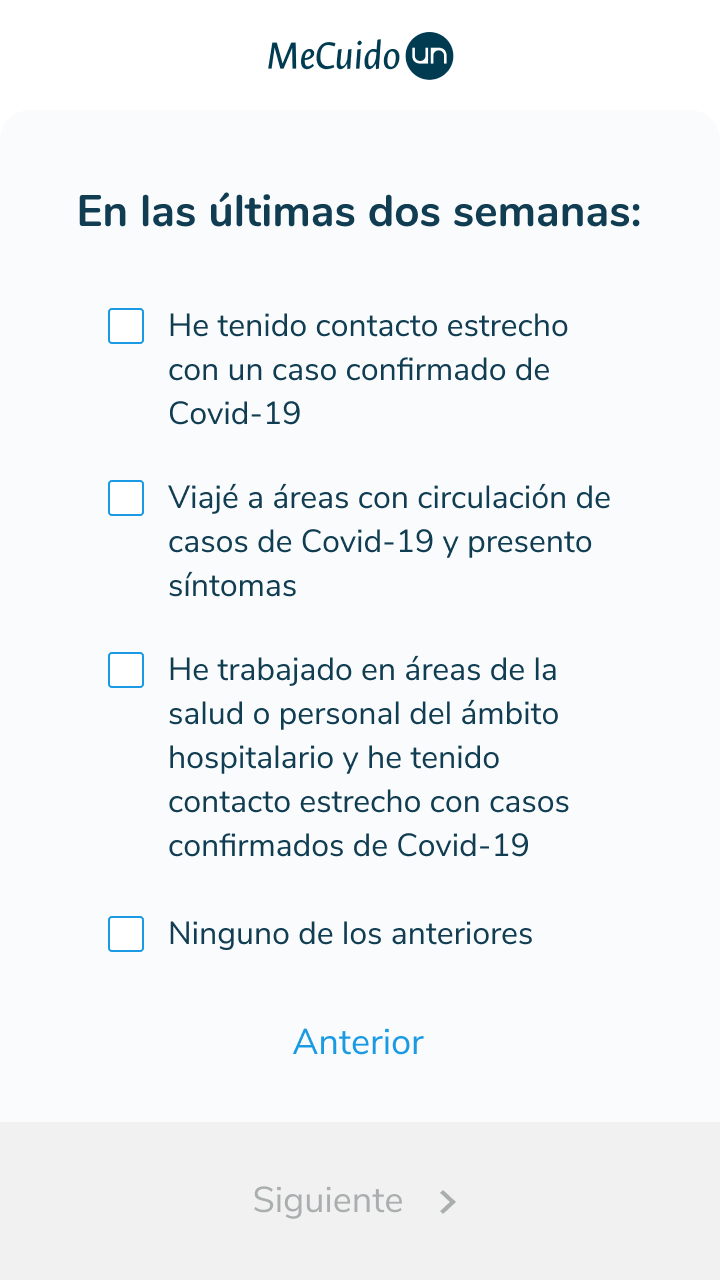 MeCuido un
En las últimas dos semanas:
He tenido contacto estrecho
con un caso confirmado de
Covid-19
Viajé a áreas con circulación de
casos de Covid-19 y presento
síntomas
He trabajado en áreas de la
salud o personal del ámbito
hospitalario y he tenido
contacto estrecho con casos
confirmados de Covid-19
Ninguno de los anteriores
Anterior
Siguiente